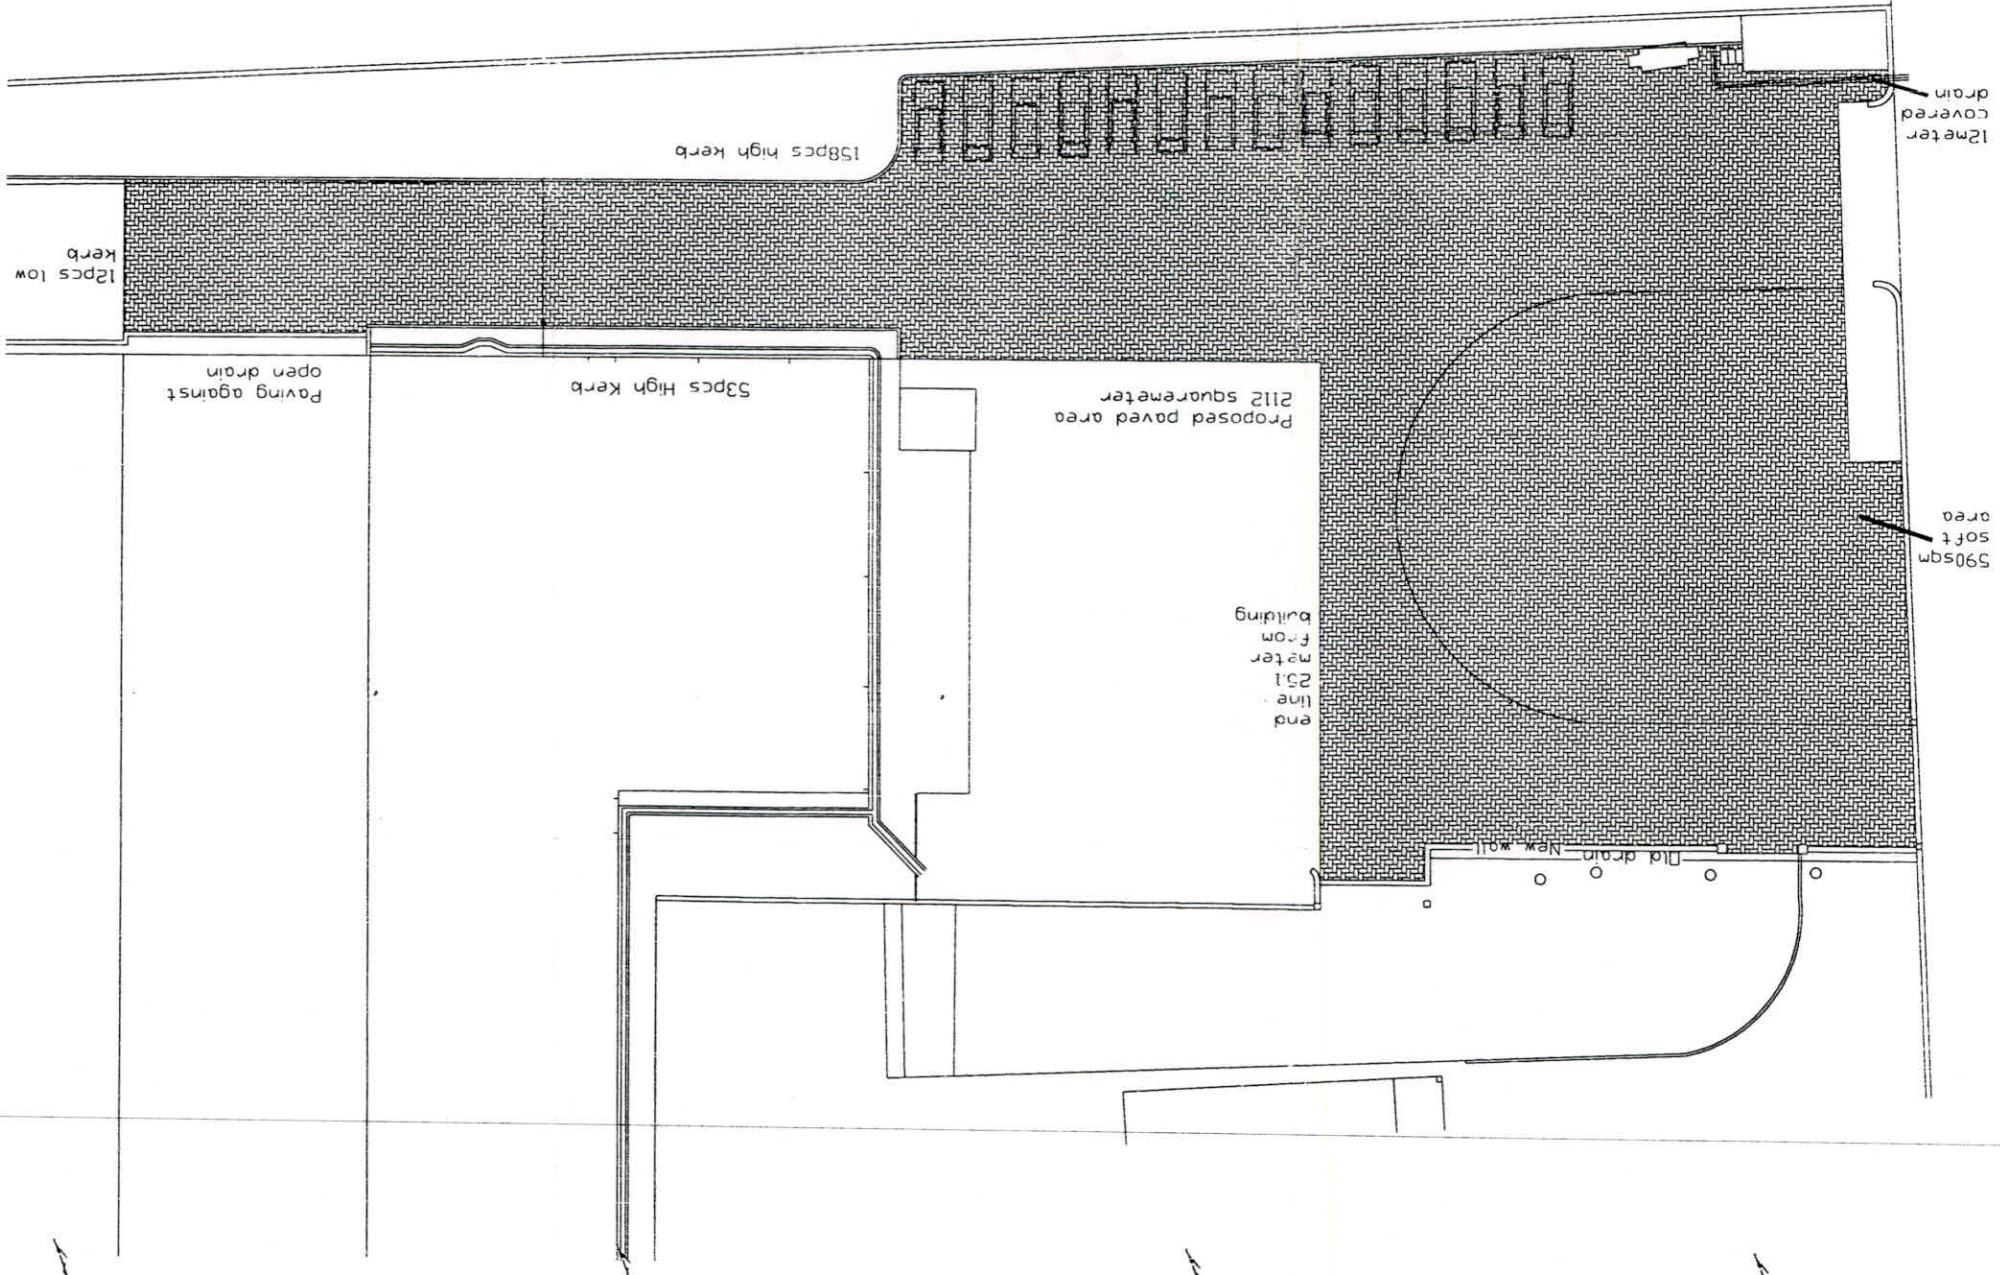 Old drain
New wall
end
line
25.1
meter
from
building
590sqm
soft
area
Proposed paved area
2112 squaremeter
53pcs High Kerb
Paving against
open drain
12pcs low
kerb
158pcs high kerb
12meter
covered
drain